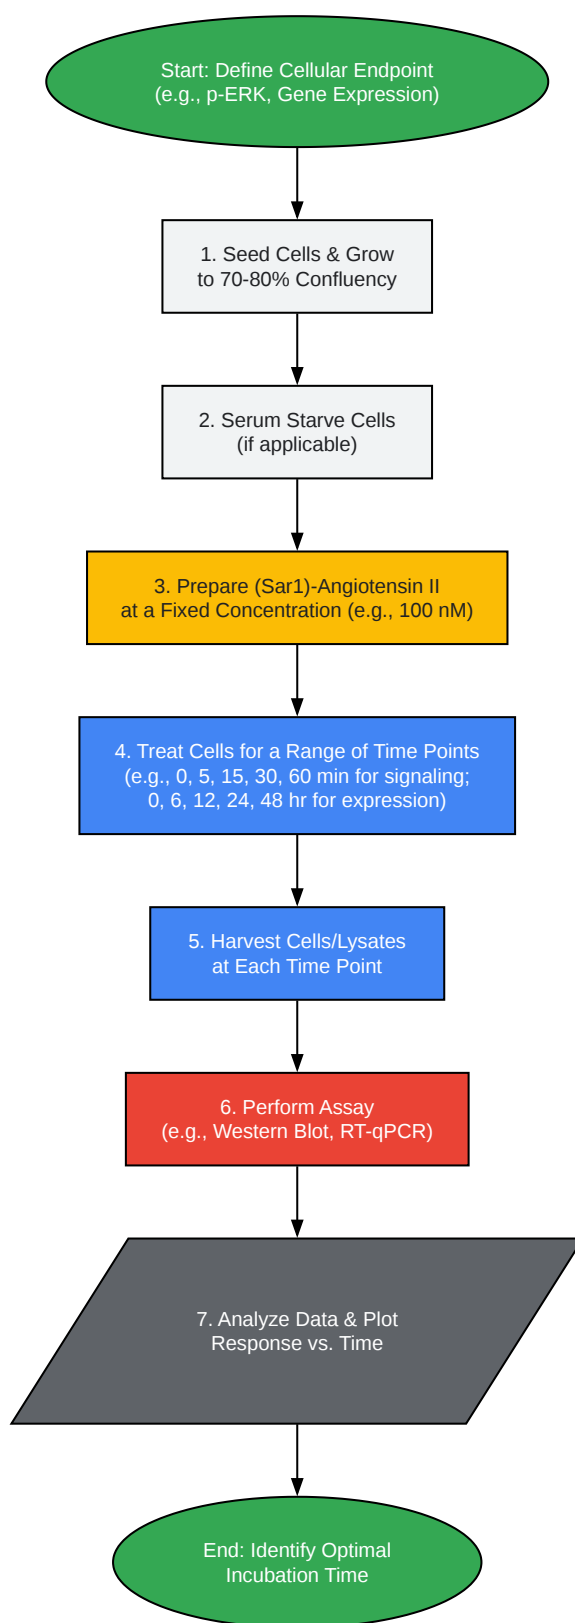 Start: Define Cellular Endpoint
(e.g., p-ERK, Gene Expression)
1. Seed Cells & Grow
to 70-80% Confluency
2. Serum Starve Cells
(if applicable)
3. Prepare (Sar1)-Angiotensin II
at a Fixed Concentration (e.g., 100 nM)
4. Treat Cells for a Range of Time Points
(e.g., 0, 5, 15, 30, 60 min for signaling;
0, 6, 12, 24, 48 hr for expression)
5. Harvest Cells/Lysates
at Each Time Point
6. Perform Assay
(e.g., Western Blot, RT-qPCR)
7. Analyze Data & Plot
Response vs. Time
End: Identify Optimal
Incubation Time